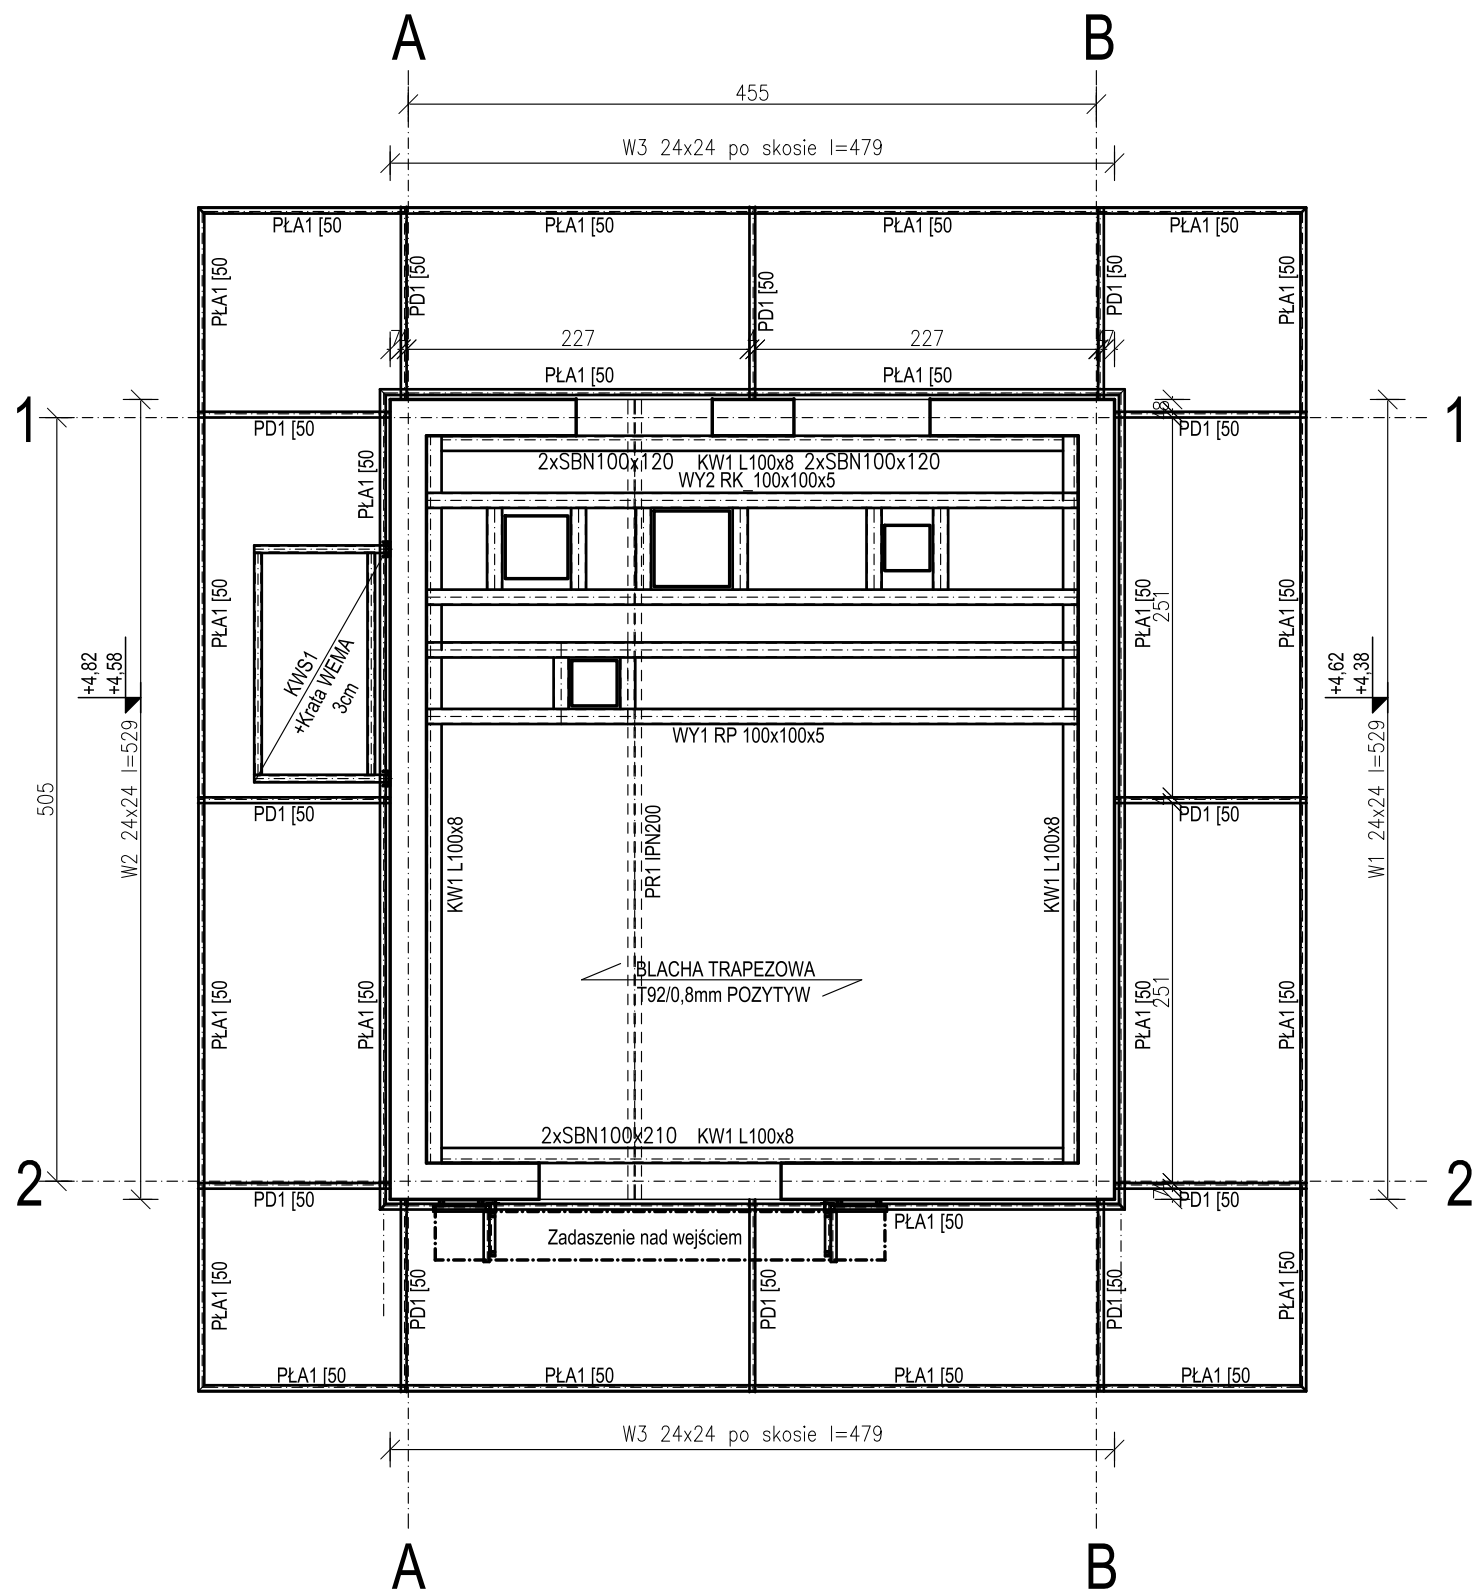 A B
455
W3 24x24 po skosie l=479
PŁA1 [50 PŁA1 [50 PŁA1 [50 PŁA1 [50
PŁA1 [50 PD1 [50 PD1 [50 PD1 [50 PŁA1 [50
227 227
PŁA1 [50 PŁA1 [50
1 1
PD1 [50 PD1 [50
2xSBN100x120 KW1 L100x8 2xSBN100x120
WY2 RK_100x100x5
PŁA1 [50
PŁA1 [50 PŁA1 [50 251 PŁA1 [50
KWS1
+Krata WEMA
3cm
+4,82
+4,58
+4,62
+4,38
WY1 RP 100x100x5
505
W2 24x24 l=529
W1 24x24 l=529
PD1 [50 PD1 [50
KW1 L100x8 PR1 IPN200 KW1 L100x8
BLACHA TRAPEZOWA
T92/0,8mm POZYTYW
PŁA1 [50 PŁA1 [50 PŁA1 [50 251 PŁA1 [50
2xSBN100x210 KW1 L100x8
2 2
PD1 [50 PD1 [50
PŁA1 [50
Zadaszenie nad wejściem
PŁA1 [50 PD1 [50 PD1 [50 PD1 [50 PŁA1 [50
PŁA1 [50 PŁA1 [50 PŁA1 [50 PŁA1_[50
W3 24x24 po skosie l=479
A B